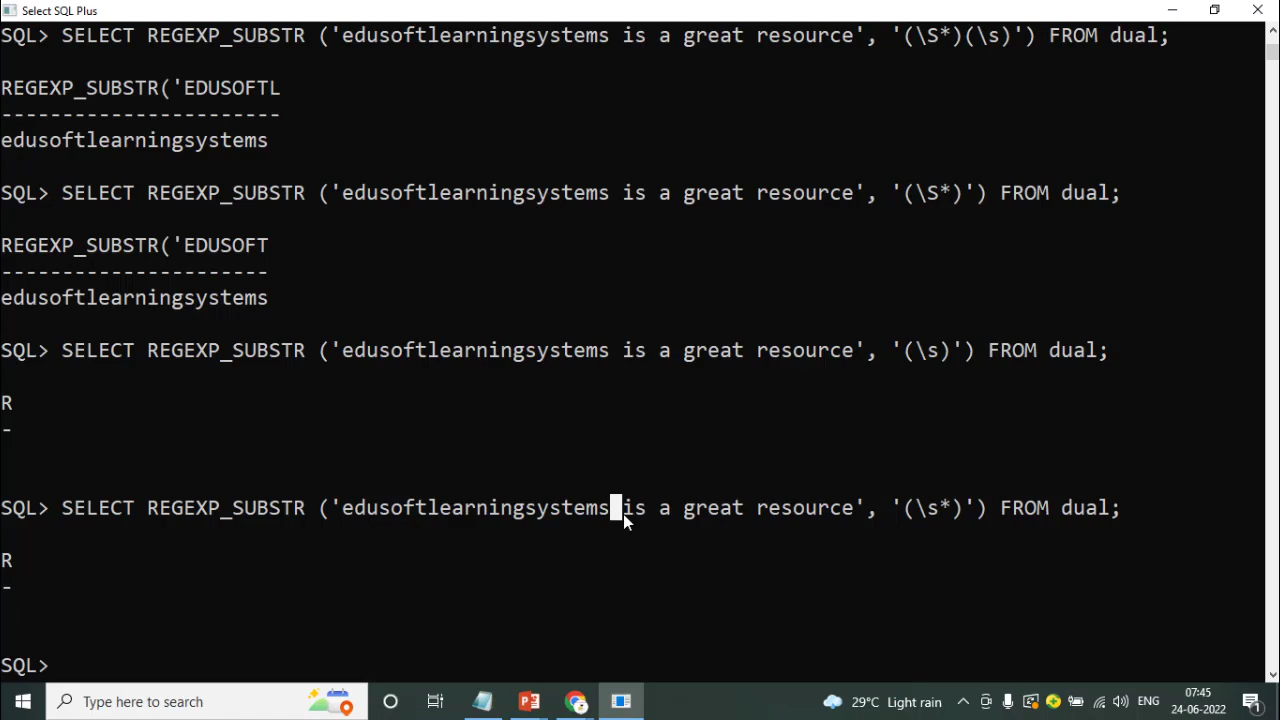 Select SQL Plus
SQL> SELECT REGEXP_SUBSTR ('edusoftlearningsystems is a great resource', '(\S*)(\s)') FROM dual;
REGEXP_SUBSTR('EDUSOFTL
-----------------------
edusoftlearningsystems
SQL> SELECT REGEXP_SUBSTR ('edusoftlearningsystems is a great resource', '(\S*)') FROM dual;
REGEXP_SUBSTR('EDUSOFT
----------------------
edusoftlearningsystems
SQL> SELECT REGEXP_SUBSTR ('edusoftlearningsystems is a great resource', '(\s)') FROM dual;
R
-
SQL> SELECT REGEXP_SUBSTR ('edusoftlearningsystems is a great resource', '(\s*)') FROM dual;
R
-
SQL>
Type here to search
29°C Light rain
ENG
07:45
24-06-2022
1